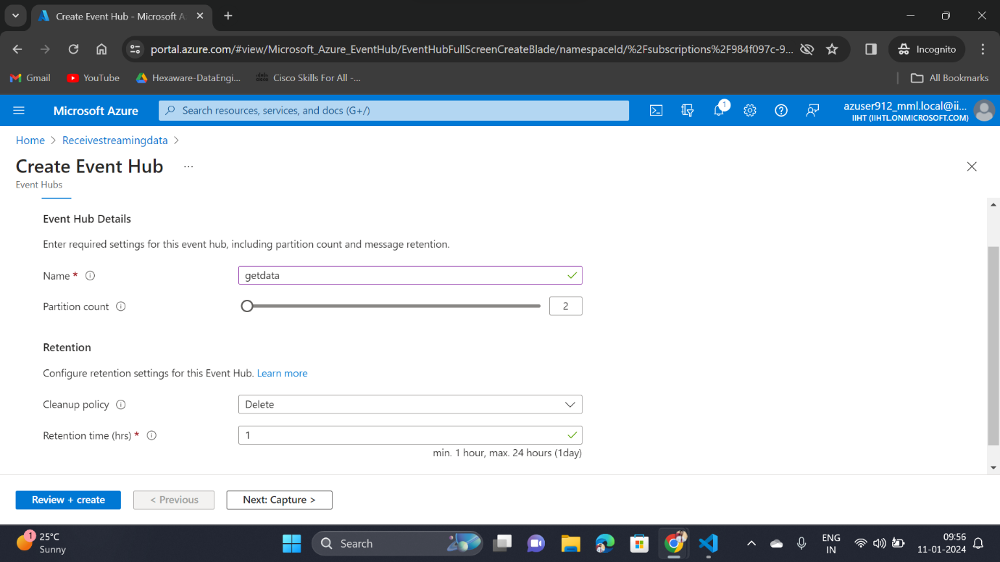 Create Event Hub - Microsoft A
portal.azure.com/#view/Microsoft_Azure_EventHub/EventHubFullScreenCreateBlade/namespaceId/%2Fsubscriptions%2F984f097c-9...
Incognito
Gmail
YouTube
Hexaware-DataEngi...
Cisco Skills For All -...
All Bookmarks
Microsoft Azure
Search resources, services, and docs (G+/)
1
azuser912_mml.local@ii...
IIHT (IIHTL.ONMICROSOFT.COM)
Home > Receivestreamingdata >
Create Event Hub ...
Event Hubs
Event Hub Details
Enter required settings for this event hub, including partition count and message retention.
Name * getdata
Partition count 2
Retention
Configure retention settings for this Event Hub. Learn more
Cleanup policy Delete
Retention time (hrs) * 1
min. 1 hour, max. 24 hours (1day)
Review + create
< Previous
Next: Capture >
1
25°C
Sunny
Search
ENG
IN
09:56
11-01-2024